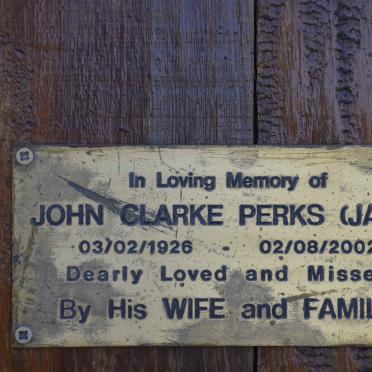 In Loving Memory of
JOHN CLARKE PERKS (JA
03/02/1926 - 02/08/2002
Dearly Loved and Misse
By His WIFE and FAMIL